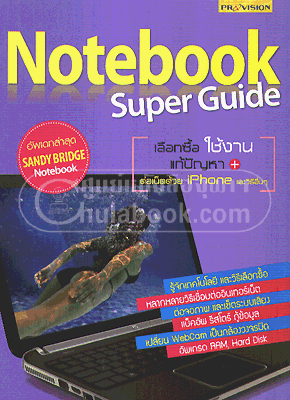 PROVISION
Notebook
Super Guide
อัพเดทล่าสุด
SANDY BRIDGE
Notebook
เลือกซื้อ ใช้งาน
แก้ปัญหา +
ต่อเน็ตด้วย iPhone และวิธีอื่นๆ
chulabook.com
รู้จักเทคโนโลยี และวิธีเลือกซื้อ
หลากหลายวิธีเชื่อมต่ออินเทอร์เน็ต
ต่อจอภาพ และเซ็ตระบบเสียง
แบ็คอัพ รีสโตร์ กู้ข้อมูล
เปลี่ยน WebCam เป็นกล้องวงจรปิด
อัพเกรด RAM, Hard Disk